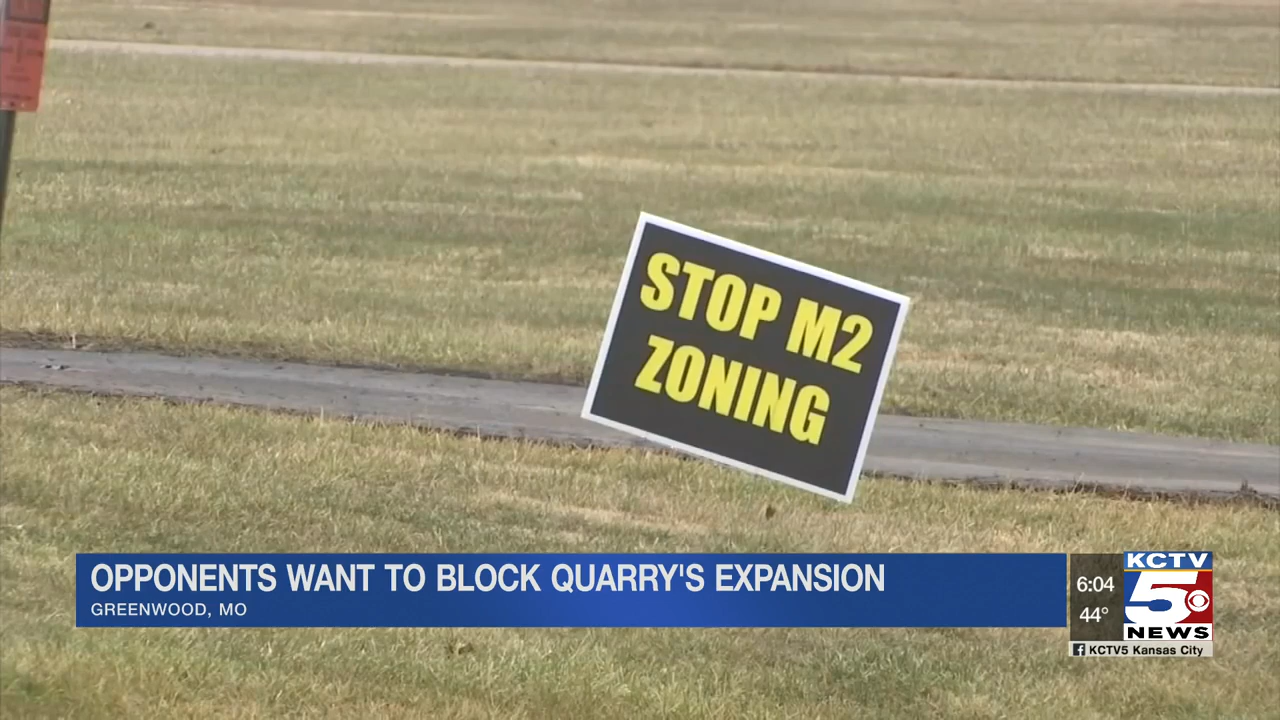 STOP M2
ZONING
OPPONENTS WANT TO BLOCK QUARRY'S EXPANSION
GREENWOOD, MO
6:04
44°
KCTV
5
NEWS
KCTV5 Kansas City